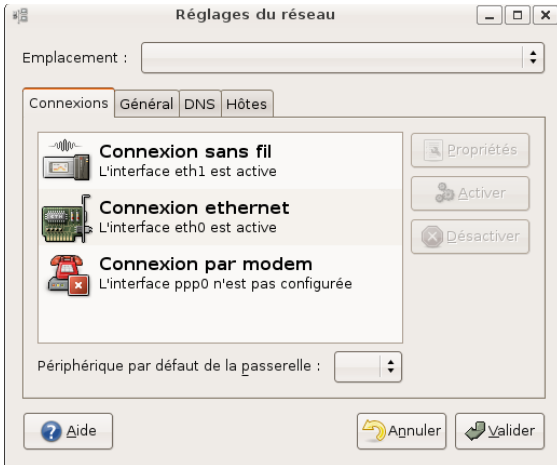 Réglages du réseau
Emplacement :
Connexions Général DNS Hôtes
Connexion sans fil
L'interface eth1 est active
Propriétés
Connexion ethernet
L'interface eth0 est active
Activer
Désactiver
Connexion par modem
L'interface ppp0 n'est pas configurée
Périphérique par défaut de la passerelle :
Aide
Annuler
Valider